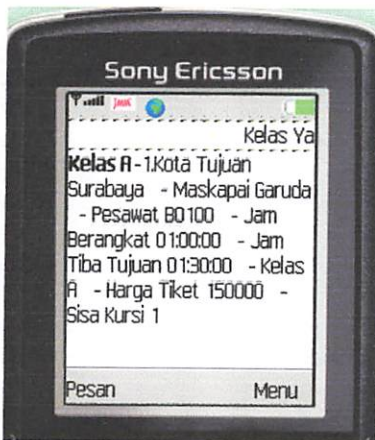 Sony Ericsson
Kelas Ya
Kelas A-1.Kota Tujuan
Surabaya - Maskapai Garuda
- Pesawat B0100 - Jam
Berangkat 01:00:00 - Jam
Tiba Tujuan 01:30:00 - Kelas
A - Harga Tiket 150000 -
Sisa Kursi 1
Pesan Menu